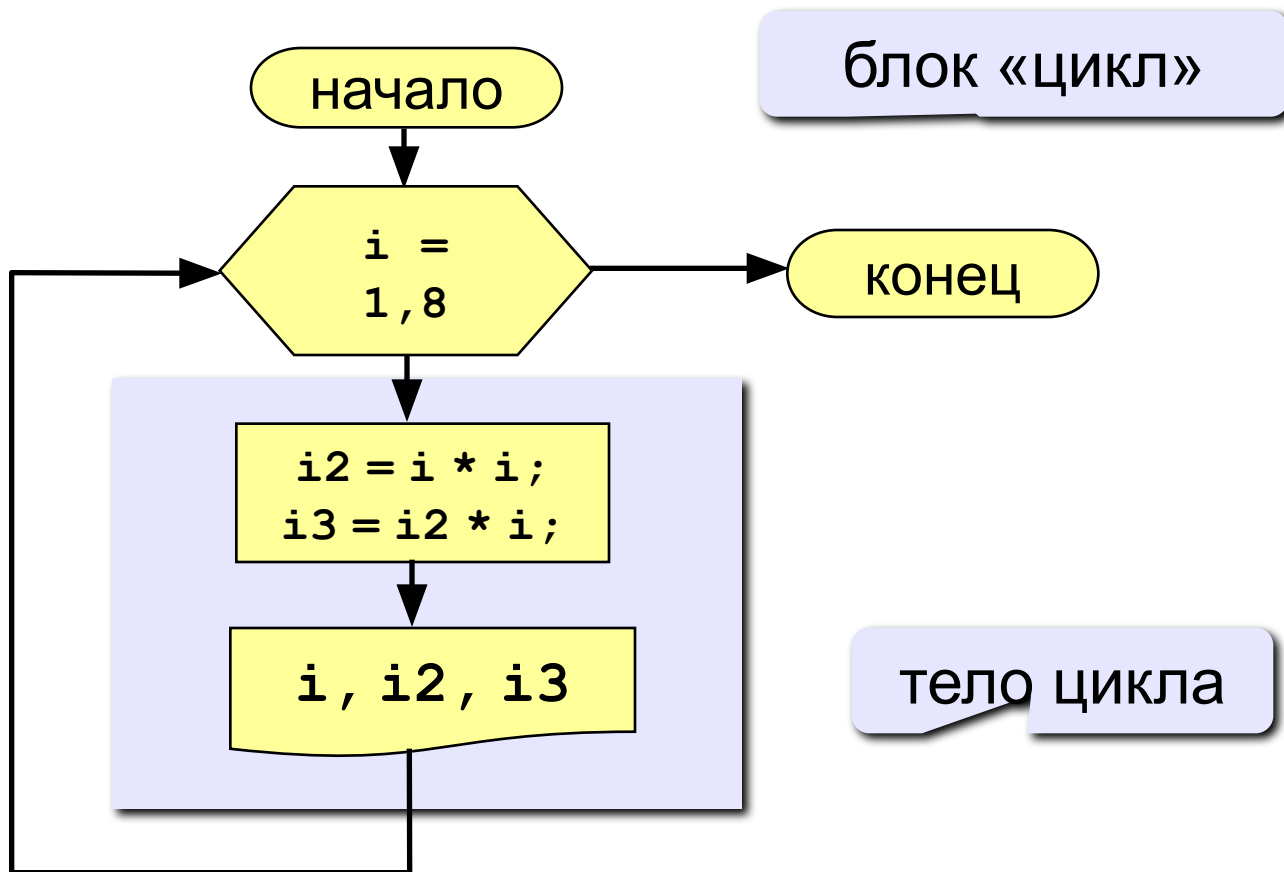 блок «цикл»
начало
i =
1,8
конец
i2 = i * i;
i3 = i2 * i;
i, i2, i3
тело цикла